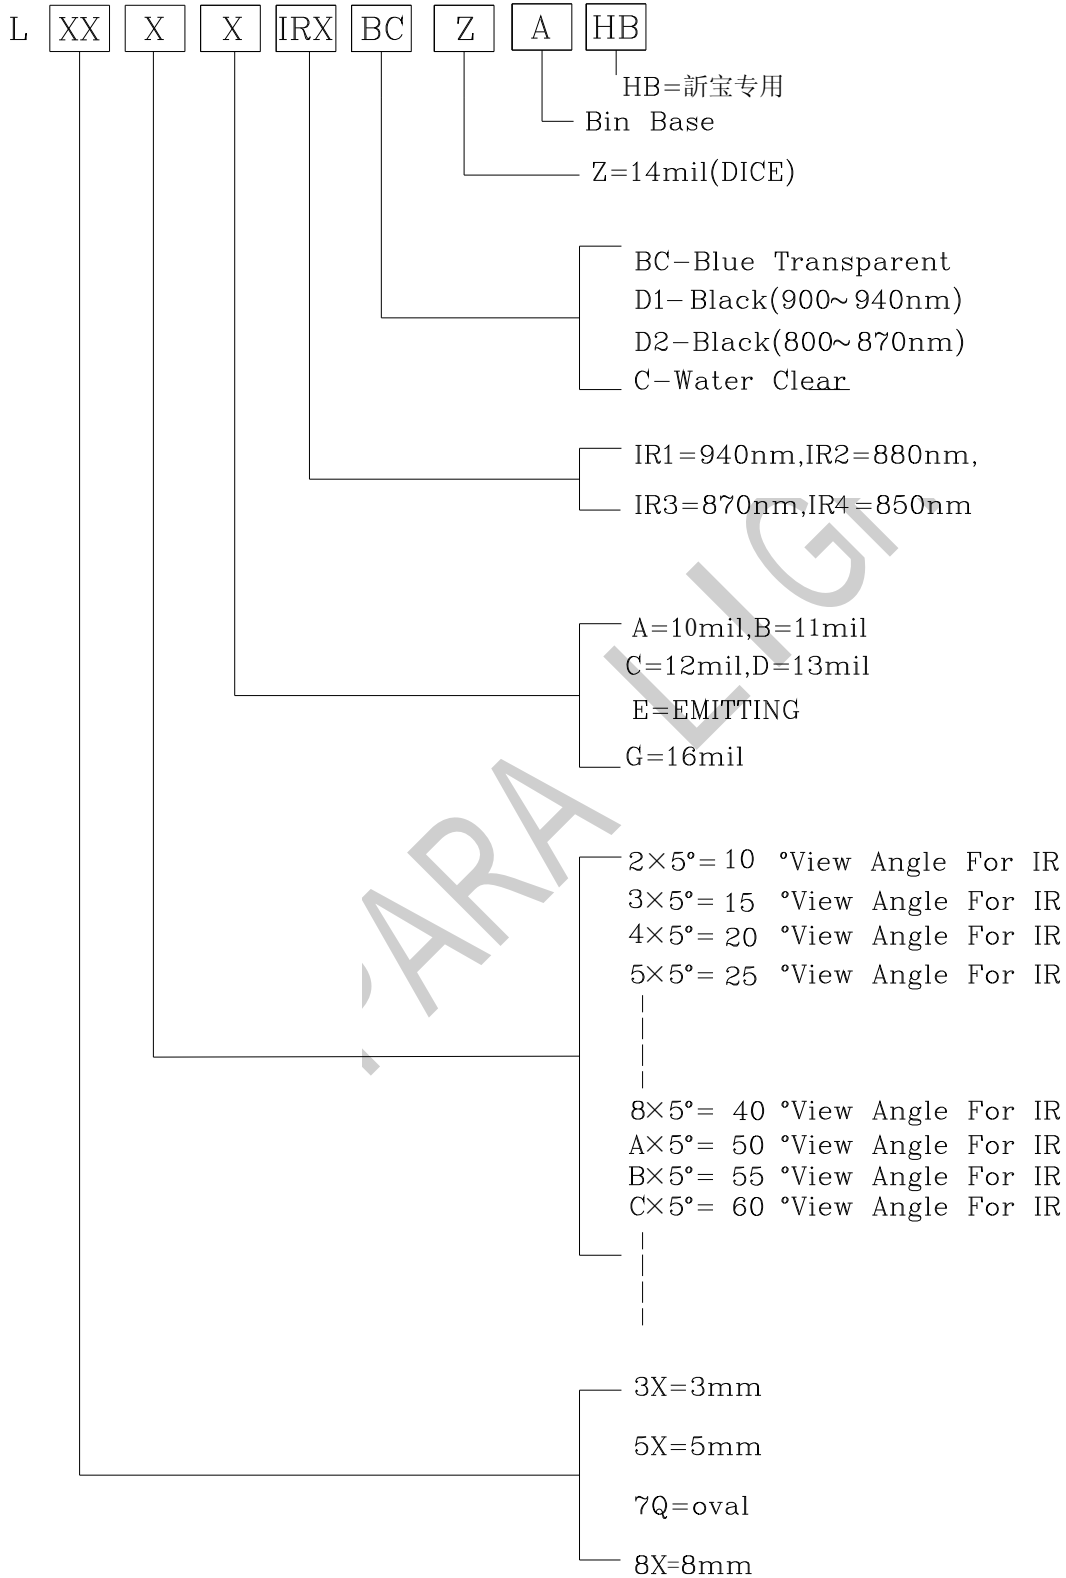 L XX X X IRX BC Z A HB
HB=訢宝专用
Bin Base
Z=14mil(DICE)
BC-Blue Transparent
D1-Black(900~940nm)
D2-Black(800~870nm)
C-Water Clear
IR1=940nm,IR2=880nm,
IR3=870nm,IR4=850nm
A=10mil,B=11mil
C=12mil,D=13mil
E=EMITTING
G=16mil
2×5°=10 °View Angle For IR
3×5°=15 °View Angle For IR
4×5°=20 °View Angle For IR
5×5°=25 °View Angle For IR
8×5°= 40 °View Angle For IR
A×5°= 50 °View Angle For IR
B×5°= 55 °View Angle For IR
C×5°= 60 °View Angle For IR
3X=3mm
5X=5mm
7Q=oval
8X=8mm